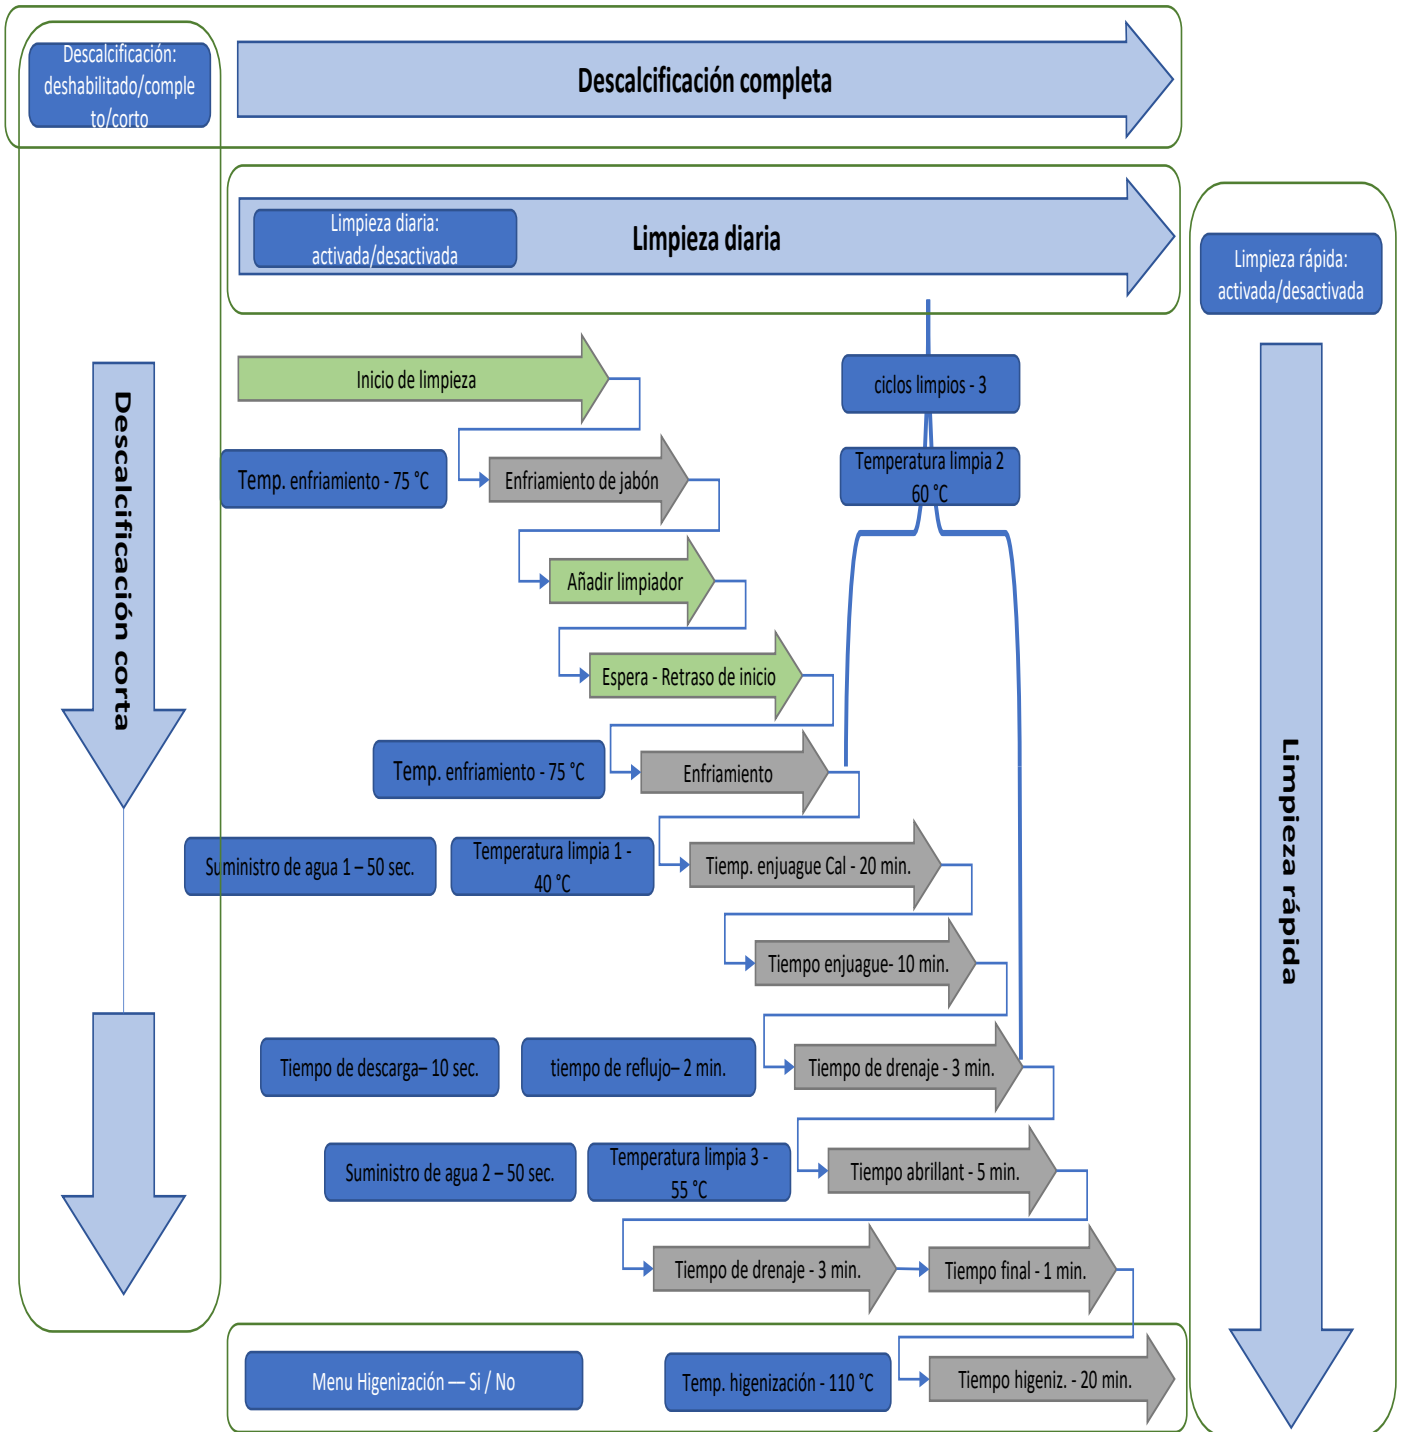 Descalcificación:
deshabilitado/comple
to/corto
Descalcificación completa
Limpieza diaria:
activada/desactivada
Limpieza diaria
Limpieza rápida:
activada/desactivada
Inicio de limpieza
ciclos limpios - 3
Descalcificación corta
Temp. enfriamiento - 75 °C
Enfriamiento de jabón
Temperatura limpia 2
60 °C
Añadir limpiador
Espera - Retraso de inicio
Temp. enfriamiento - 75 °C
Enfriamiento
Limpieza rápida
Suministro de agua 1 – 50 sec.
Temperatura limpia 1 -
40 °C
Tiemp. enjuague Cal - 20 min.
Tiempo enjuague- 10 min.
Tiempo de descarga– 10 sec.
tiempo de reflujo– 2 min.
Tiempo de drenaje - 3 min.
Suministro de agua 2 – 50 sec.
Temperatura limpia 3 -
55 °C
Tiempo abrillant - 5 min.
Tiempo de drenaje - 3 min.
Tiempo final - 1 min.
Menu Higenización — Si / No
Temp. higenización - 110 °C
Tiempo higeniz. - 20 min.